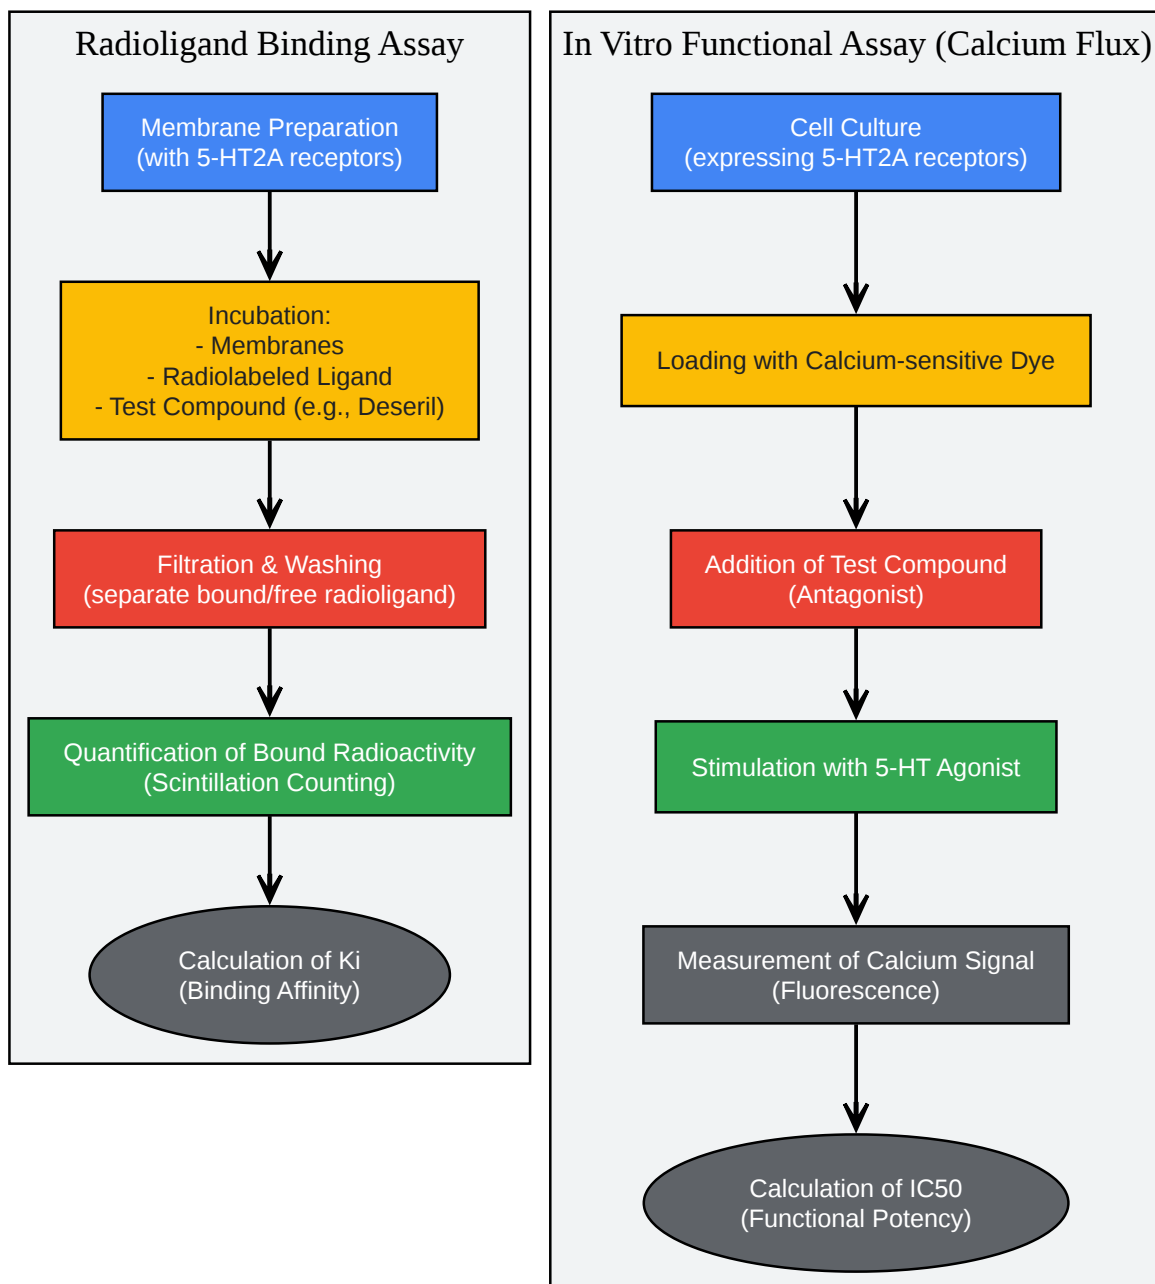 Radioligand Binding Assay
Membrane Preparation
(with 5-HT2A receptors)
Incubation:
- Membranes
- Radiolabeled Ligand
- Test Compound (e.g., Deseril)
Filtration & Washing
(separate bound/free radioligand)
Quantification of Bound Radioactivity
(Scintillation Counting)
Calculation of Ki
(Binding Affinity)
In Vitro Functional Assay (Calcium Flux)
Cell Culture
(expressing 5-HT2A receptors)
Loading with Calcium-sensitive Dye
Addition of Test Compound
(Antagonist)
Stimulation with 5-HT Agonist
Measurement of Calcium Signal
(Fluorescence)
Calculation of IC50
(Functional Potency)